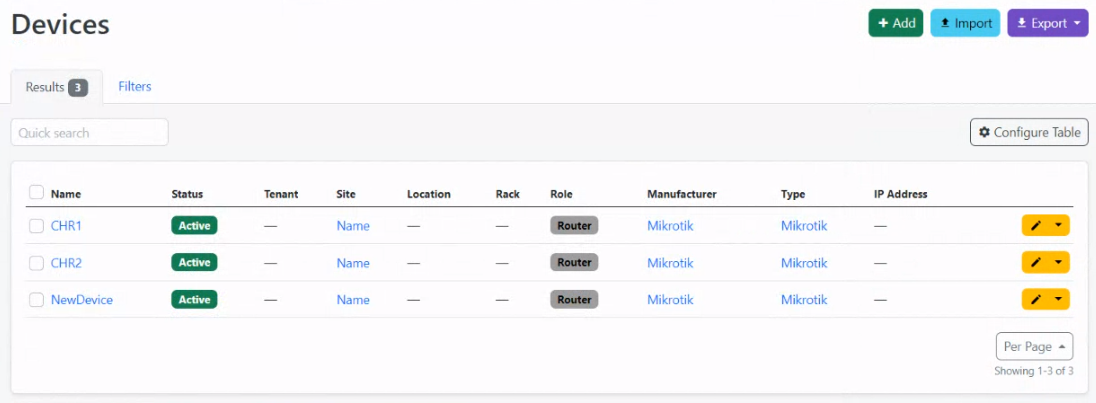 Devices
Add Import Export
Results 3 Filters
Quick search
Configure Table
Name Status Tenant Site Location Rack Role Manufacturer Type IP Address
CHR1 Active — Name — — Router Mikrotik Mikrotik —
CHR2 Active — Name — — Router Mikrotik Mikrotik —
NewDevice Active — Name — — Router Mikrotik Mikrotik —
Per Page
Showing 1-3 of 3